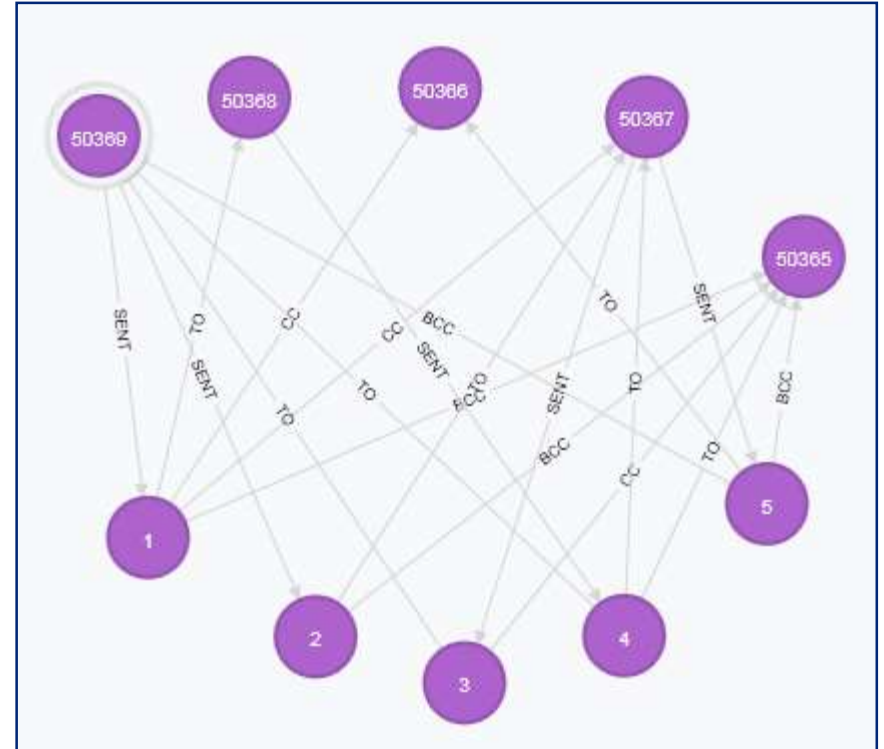 50369
50368
50366
50367
50365
SENT
TO
CC
BCC
CC
TO
SENT
SENT
SENT
TO
TO
BCC
TO
SENT
TO
BCC
TO
BCC
CC
TO
1
2
3
4
5